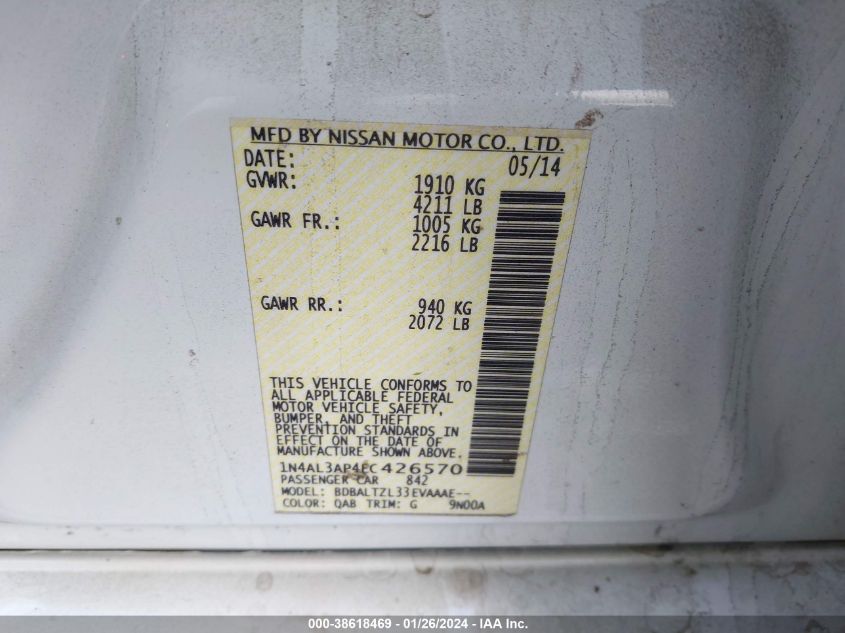 MFD BY NISSAN MOTOR CO., LTD.
DATE: 05/14
GVWR: 1910 KG
4211 LB
GAWR FR.: 1005 KG
2216 LB
GAWR RR.: 940 KG
2072 LB
THIS VEHICLE CONFORMS TO
ALL APPLICABLE FEDERAL
MOTOR VEHICLE SAFETY,
BUMPER, AND THEFT
PREVENTION STANDARDS IN
EFFECT ON THE DATE OF
MANUFACTURE SHOWN ABOVE.
1N4AL3AP4EC426570
PASSENGER CAR 842
MODEL: BDBALTZL33EVAAAE--
COLOR: QAB TRIM: G 9N00A
000-38618469 - 01/26/2024 - IAA Inc.